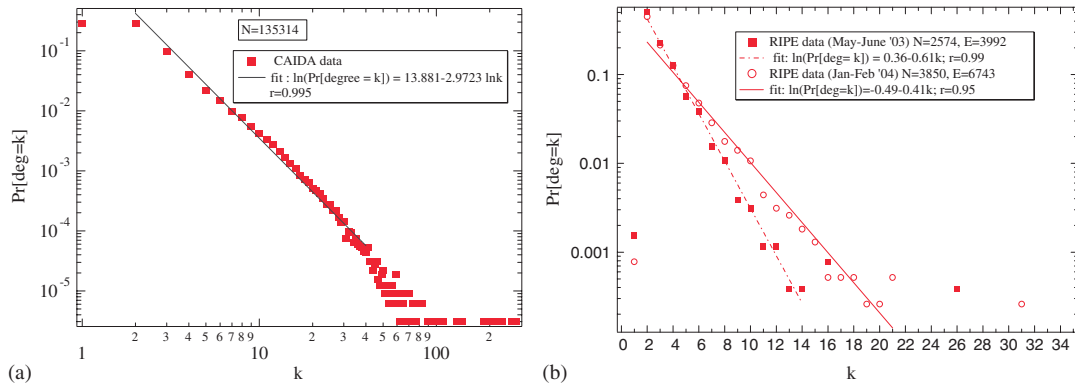 N=135314
CAIDA data
fit : ln(Pr[degree = k]) = 13.881-2.9723 lnk
r=0.995
10^-1
10^-2
10^-3
10^-4
10^-5
Pr[deg=k]
2 3 4 5 6 7 8 9 2 3 4 5 6 7 8 9 2
1 10 100
k
(a)
RIPE data (May-June '03) N=2574, E=3992
fit: ln(Pr[deg= k]) = 0.36-0.61k; r=0.99
RIPE data (Jan-Feb '04) N=3850, E=6743
fit: ln(Pr[deg=k])=-0.49-0.41k; r=0.95
0.1
0.01
0.001
Pr[deg=k]
0 2 4 6 8 10 12 14 16 18 20 22 24 26 28 30 32 34
k
(b)